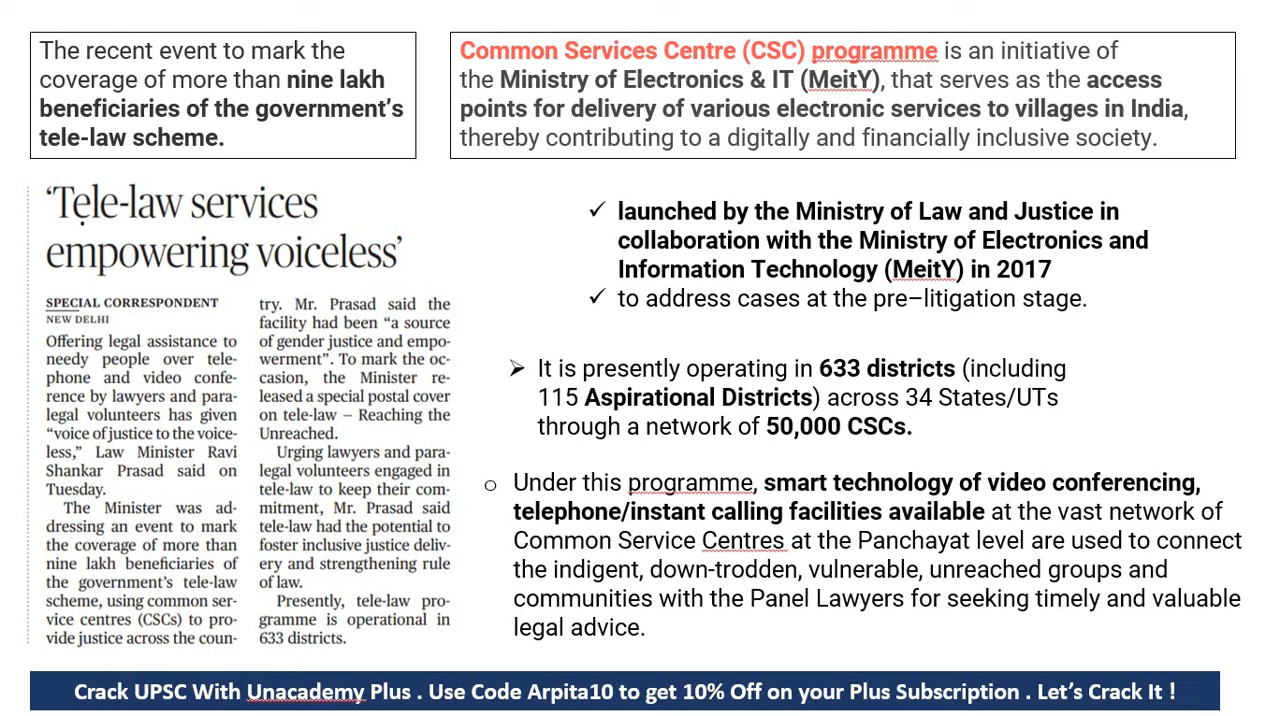 The recent event to mark the
coverage of more than nine lakh
beneficiaries of the government's
tele-law scheme.
Common Services Centre (CSC) programme is an initiative of
the Ministry of Electronics & IT (MeitY), that serves as the access
points for delivery of various electronic services to villages in India,
thereby contributing to a digitally and financially inclusive society.
‘Tele-law services
empowering voiceless’
SPECIAL CORRESPONDENT
NEW DELHI
Offering legal assistance to
needy people over tele-
phone and video confe-
rence by lawyers and para-
legal volunteers has given
“voice of justice to the voice-
less,” Law Minister Ravi
Shankar Prasad said on
Tuesday.
The Minister was ad-
dressing an event to mark
the coverage of more than
nine lakh beneficiaries of
the government’s tele-law
scheme, using common ser-
vice centres (CSCs) to pro-
vide justice across the coun-
try. Mr. Prasad said the
facility had been “a source
of gender justice and empo-
werment”. To mark the oc-
casion, the Minister re-
leased a special postal cover
on tele-law – Reaching the
Unreached.
Urging lawyers and para-
legal volunteers engaged in
tele-law to keep their com-
mitment, Mr. Prasad said
tele-law had the potential to
foster inclusive justice deliv-
ery and strengthening rule
of law.
Presently, tele-law pro-
gramme is operational in
633 districts.
✓ launched by the Ministry of Law and Justice in
collaboration with the Ministry of Electronics and
Information Technology (MeitY) in 2017
✓ to address cases at the pre–litigation stage.
➢ It is presently operating in 633 districts (including
115 Aspirational Districts) across 34 States/UTs
through a network of 50,000 CSCs.
o Under this programme, smart technology of video conferencing,
telephone/instant calling facilities available at the vast network of
Common Service Centres at the Panchayat level are used to connect
the indigent, down-trodden, vulnerable, unreached groups and
communities with the Panel Lawyers for seeking timely and valuable
legal advice.
Crack UPSC With Unacademy Plus . Use Code Arpita10 to get 10% Off on your Plus Subscription . Let’s Crack It !